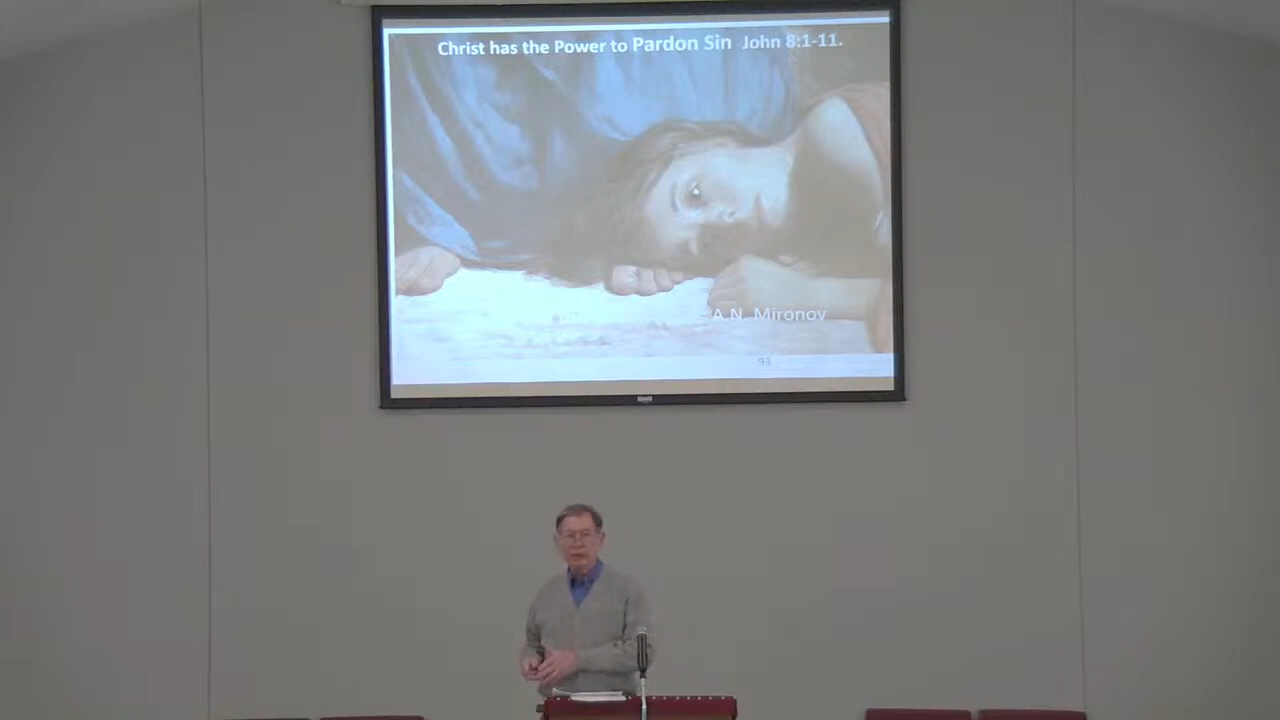 Christ has the Power to Pardon Sin John 8:1-11.
A.N. Mironov
93